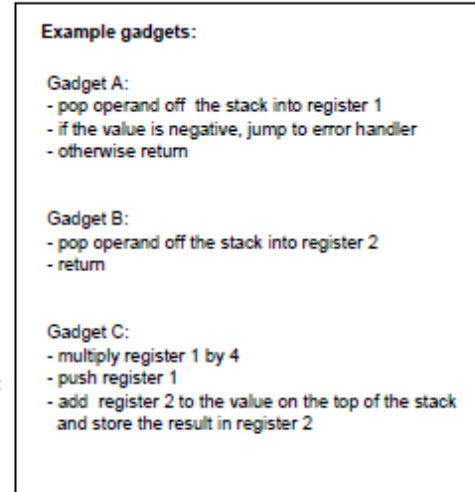 Example gadgets:
Gadget A:
- pop operand off the stack into register 1
- if the value is negative, jump to error handler
- otherwise return
Gadget B:
- pop operand off the stack into register 2
- return
Gadget C:
- multiply register 1 by 4
- push register 1
- add register 2 to the value on the top of the stack
and store the result in register 2